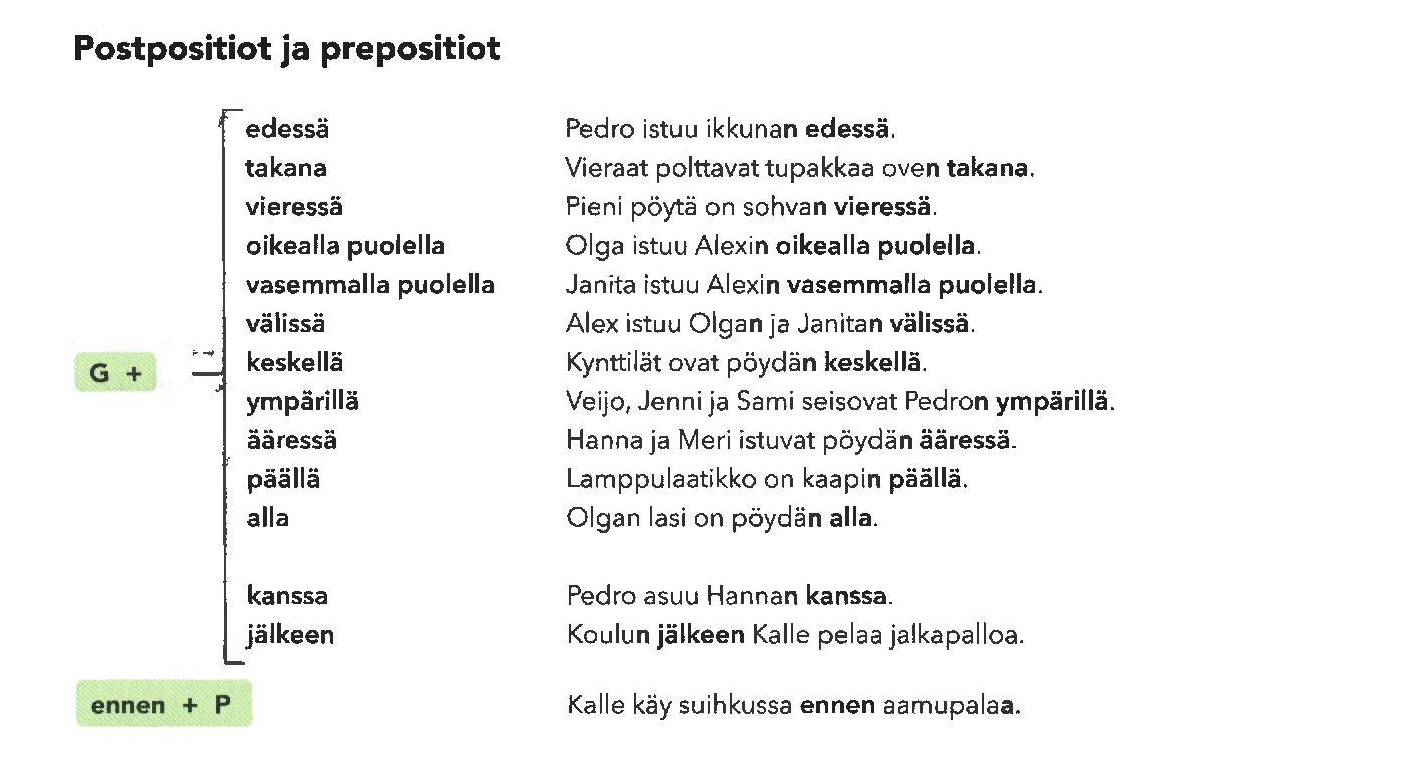 Postpositiot ja prepositiot
edessä Pedro istuu ikkunan edessä.
takana Vieraat polttavat tupakkaa oven takana.
vieressä Pieni pöytä on sohvan vieressä.
oikealla puolella Olga istuu Alexin oikealla puolella.
vasemmalla puolella Janita istuu Alexin vasemmalla puolella.
välissä Alex istuu Olgan ja Janitan välissä.
G + keskellä Kynttilät ovat pöydän keskellä.
ympärillä Veijo, Jenni ja Sami seisovat Pedron ympärillä.
ääressä Hanna ja Meri istuvat pöydän ääressä.
päällä Lamppulaatikko on kaapin päällä.
alla Olgan lasi on pöydän alla.
kanssa Pedro asuu Hannan kanssa.
jälkeen Koulun jälkeen Kalle pelaa jalkapalloa.
ennen + P Kalle käy suihkussa ennen aamupalaa.